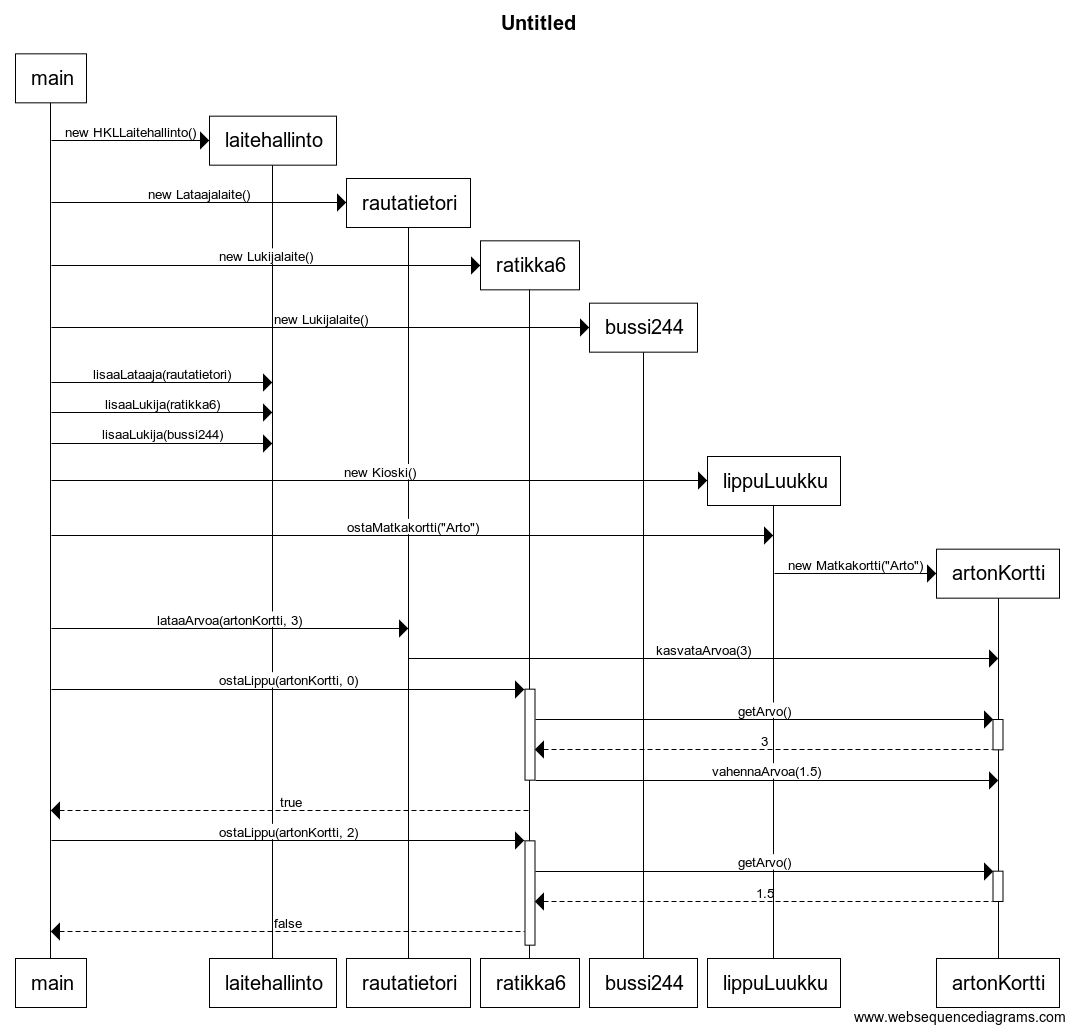 Untitled
main
new HKLLaitehallinto()
laitehallinto
new Lataajalaite()
rautatietori
new Lukijalaite()
ratikka6
new Lukijalaite()
bussi244
lisaaLataaja(rautatietori)
lisaaLukija(ratikka6)
lisaaLukija(bussi244)
new Kioski()
lippuLuukku
ostaMatkakortti("Arto")
new Matkakortti("Arto")
artonKortti
lataaArvoa(artonKortti, 3)
kasvataArvoa(3)
ostaLippu(artonKortti, 0)
getArvo()
3
vahennaArvoa(1.5)
true
ostaLippu(artonKortti, 2)
getArvo()
1.5
false
main laitehallinto rautatietori ratikka6 bussi244 lippuLuukku artonKortti
www.websequencediagrams.com